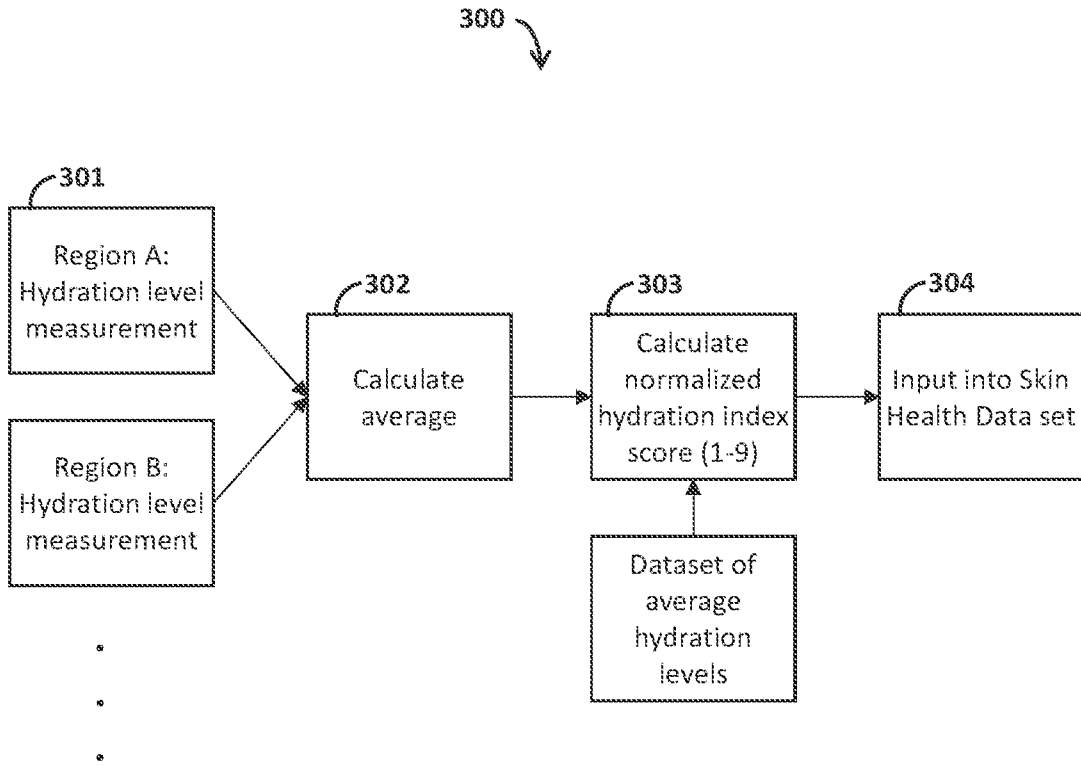 300
301
Region A:
Hydration level
measurement
Region B:
Hydration level
measurement
302
Calculate
average
303
Calculate
normalized
hydration index
score (1-9)
304
Input into Skin
Health Data set
Dataset of
average
hydration
levels